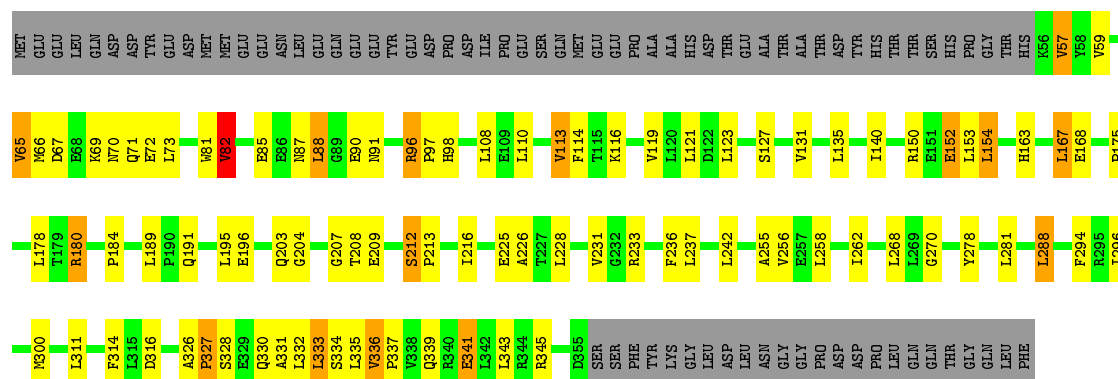 MET GLU GLU LEU GLN ASP ASP TYR GLU ASP MET MET GLU GLU ASN LEU GLU GLN GLU GLU TYR GLU ASP PRO ASP ILE PRO GLU SER GLN MET GLU GLU PRO ALA ALA HIS ASP THR GLU ALA THR ALA THR ASP TYR HIS THR THR SER HIS PRO GLY THR HIS K56 V57 Y58 V59
V65 M66 D67 E68 K69 N70 Q71 E72 L73 W81 V82 E85 E86 N87 L88 G89 E90 N91 R96 P97 H98 L108 E109 L110 V113 F114 T115 K116 V119 L120 L121 D122 L123 S127 V131 L135 I140 R150 E151 E152 L153 L154 H163 L167 E168
L178 T179 R180 P184 L189 P190 Q191 L195 E196 Q203 G204 G207 T208 E209 S212 P213 I216 E225 A226 T227 L228 V231 G232 R233 F236 L237 L242 A255 V256 E257 L258 I262 L268 L269 G270 Y278 L281 L288 F294 R295
M300 L311 F314 L315 D316 A326 P327 S328 E329 Q330 A331 L332 L333 S334 L335 V336 P337 V338 Q339 R340 E341 L342 L343 R344 R345 D355 SER SER PHE TYR LYS GLY LEU ASP LEU ASN GLY GLY PRO ASP ASP PRO LEU GLN GLN THR GLY GLN LEU PHE